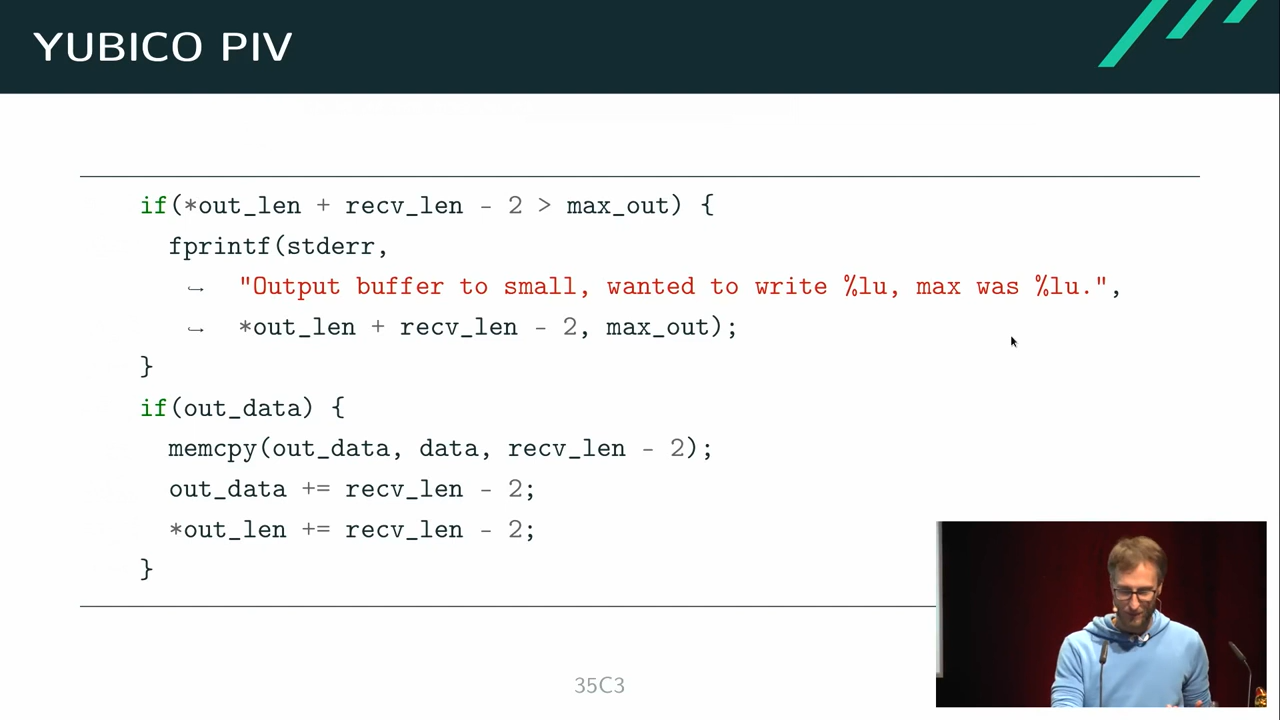 YUBICO PIV
if(*out_len + recv_len - 2 > max_out) {
fprintf(stderr,
↪ "Output buffer to small, wanted to write %lu, max was %lu.",
↪ *out_len + recv_len - 2, max_out);
}
if(out_data) {
memcpy(out_data, data, recv_len - 2);
out_data += recv_len - 2;
*out_len += recv_len - 2;
}
35C3